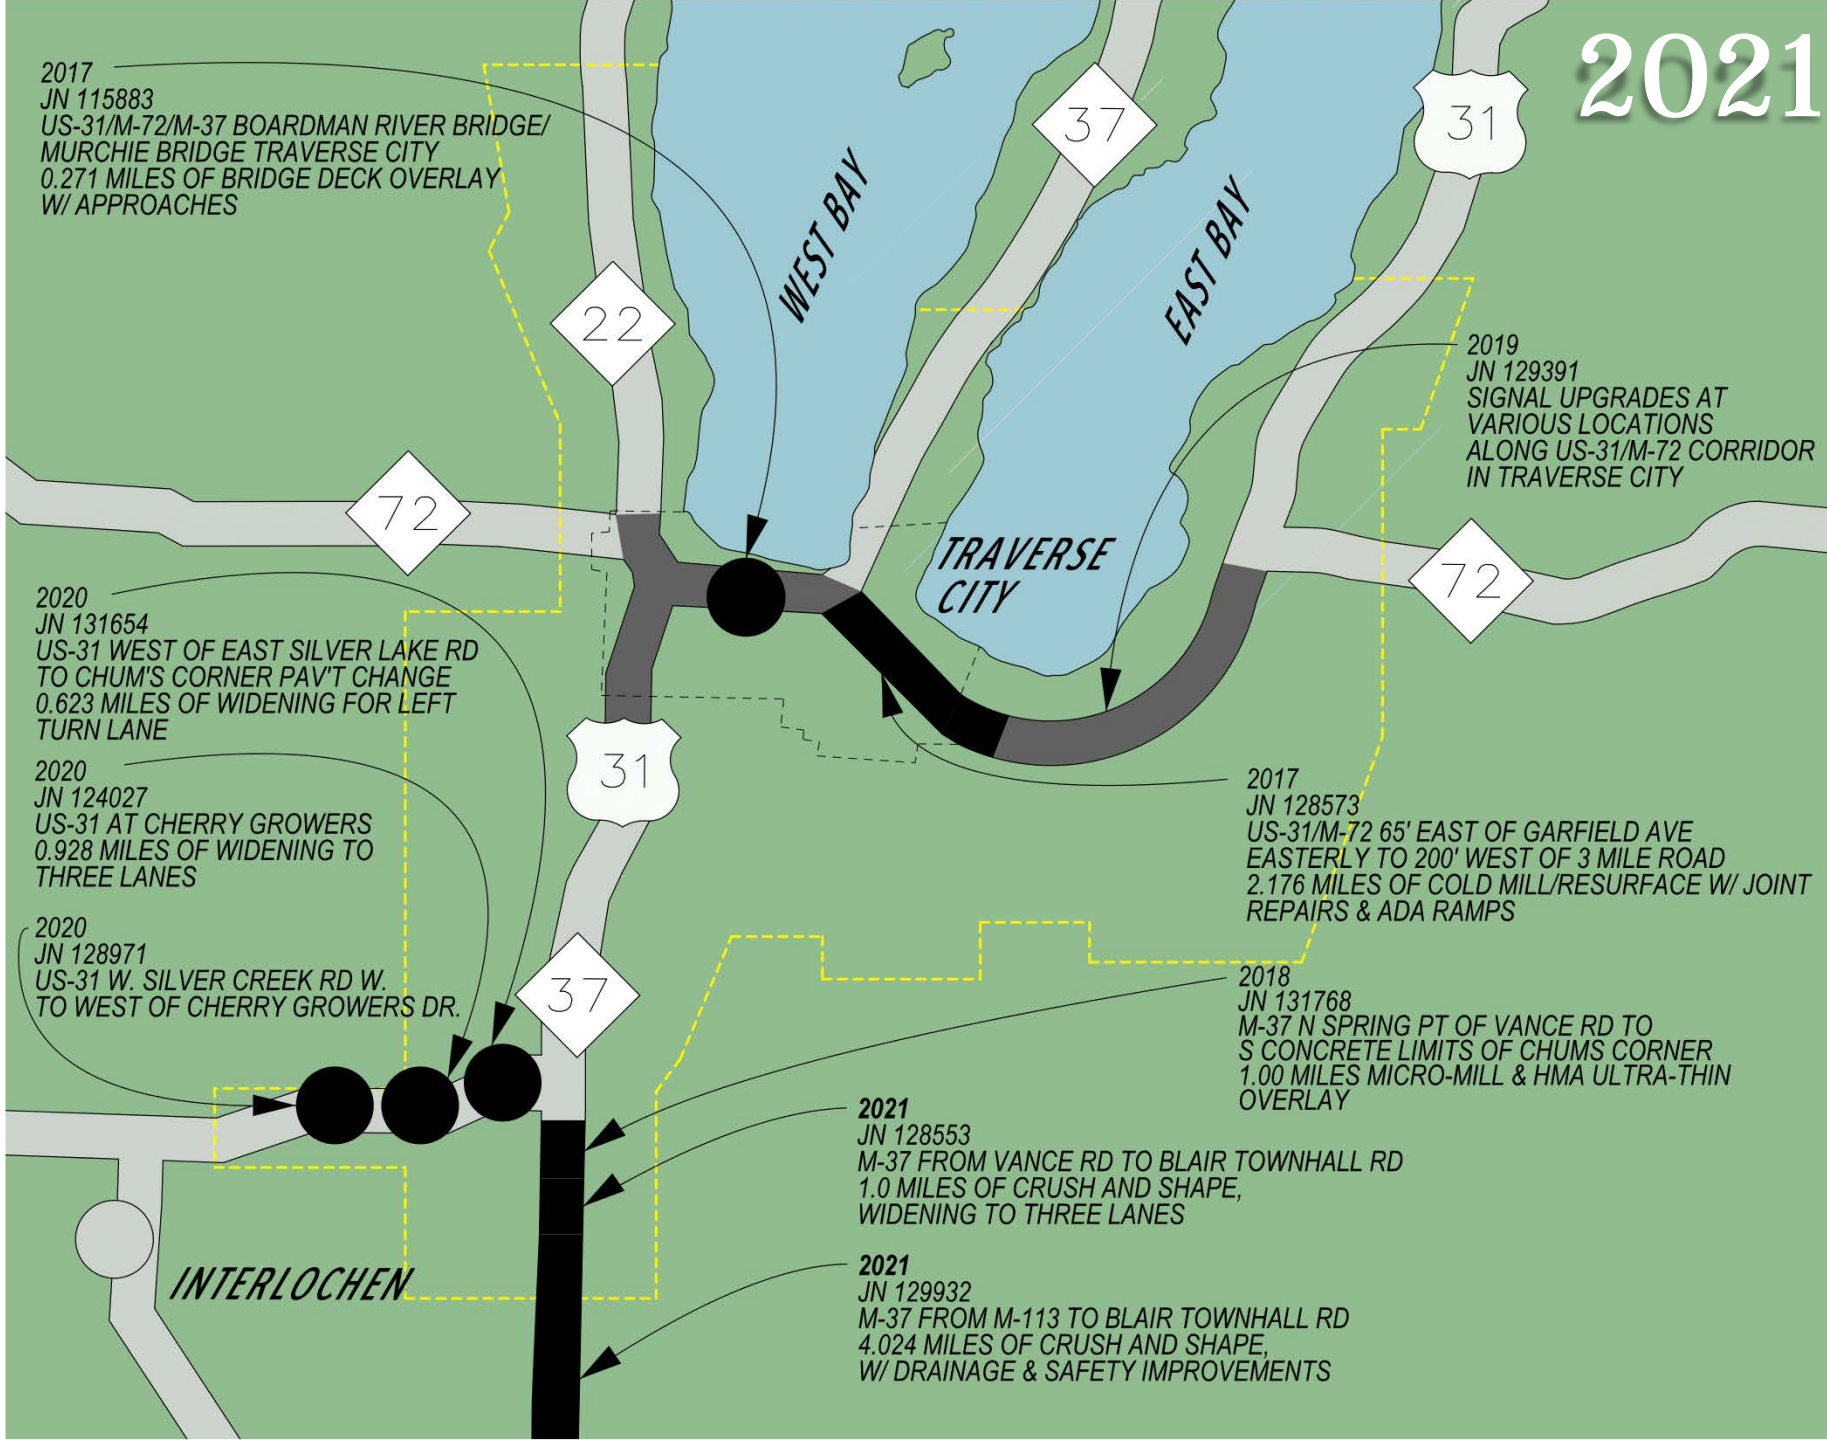 2021
2017
JN 115883
US-31/M-72/M-37 BOARDMAN RIVER BRIDGE/
MURCHIE BRIDGE TRAVERSE CITY
0.271 MILES OF BRIDGE DECK OVERLAY
W/ APPROACHES
37
31
WEST BAY
EAST BAY
22
2019
JN 129391
SIGNAL UPGRADES AT
VARIOUS LOCATIONS
ALONG US-31/M-72 CORRIDOR
IN TRAVERSE CITY
72
TRAVERSE
CITY
72
2020
JN 131654
US-31 WEST OF EAST SILVER LAKE RD
TO CHUM'S CORNER PAV'T CHANGE
0.623 MILES OF WIDENING FOR LEFT
TURN LANE
31
2020
JN 124027
US-31 AT CHERRY GROWERS
0.928 MILES OF WIDENING TO
THREE LANES
2017
JN 128573
US-31/M-72 65' EAST OF GARFIELD AVE
EASTERLY TO 200' WEST OF 3 MILE ROAD
2.176 MILES OF COLD MILL/RESURFACE W/ JOINT
REPAIRS & ADA RAMPS
2020
JN 128971
US-31 W. SILVER CREEK RD W.
TO WEST OF CHERRY GROWERS DR.
37
2018
JN 131768
M-37 N SPRING PT OF VANCE RD TO
S CONCRETE LIMITS OF CHUMS CORNER
1.00 MILES MICRO-MILL & HMA ULTRA-THIN
OVERLAY
2021
JN 128553
M-37 FROM VANCE RD TO BLAIR TOWNHALL RD
1.0 MILES OF CRUSH AND SHAPE,
WIDENING TO THREE LANES
INTERLOCHEN
2021
JN 129932
M-37 FROM M-113 TO BLAIR TOWNHALL RD
4.024 MILES OF CRUSH AND SHAPE,
W/ DRAINAGE & SAFETY IMPROVEMENTS